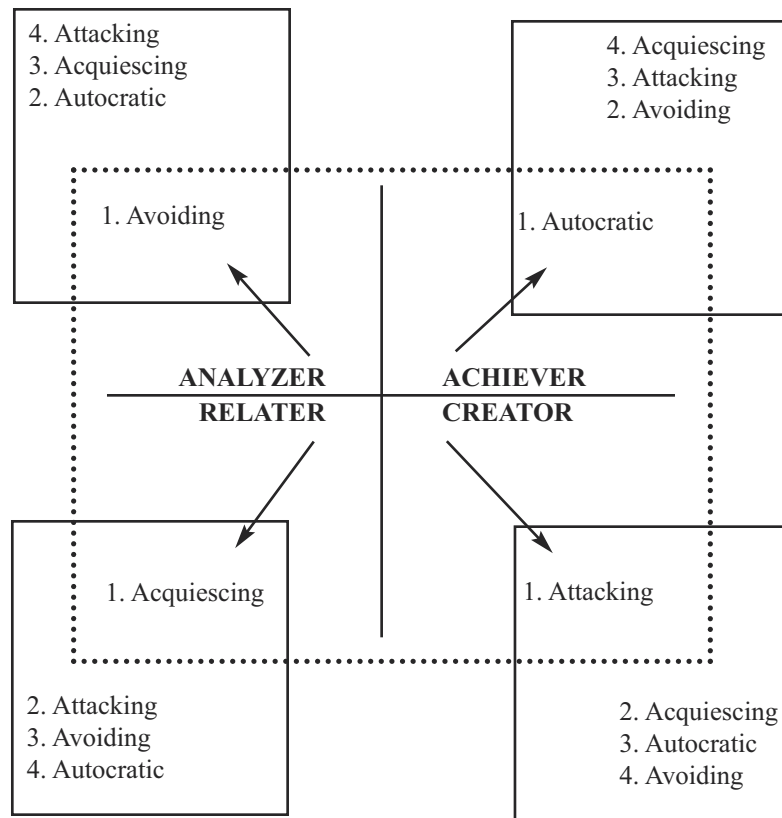 4. Attacking
3. Acquiescing
2. Autocratic
4. Acquiescing
3. Attacking
2. Avoiding
1. Avoiding
1. Autocratic
ANALYZER
ACHIEVER
RELATER
CREATOR
1. Acquiescing
1. Attacking
2. Attacking
3. Avoiding
4. Autocratic
2. Acquiescing
3. Autocratic
4. Avoiding